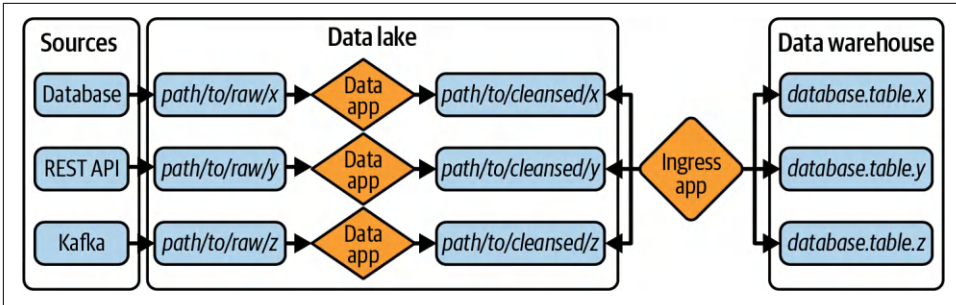 Sources
Data lake
Data warehouse
Database
path/to/raw/x
Data
app
path/to/cleansed/x
database.table.x
REST API
path/to/raw/y
Data
app
path/to/cleansed/y
Ingress
app
database.table.y
Kafka
path/to/raw/z
Data
app
path/to/cleansed/z
database.table.z